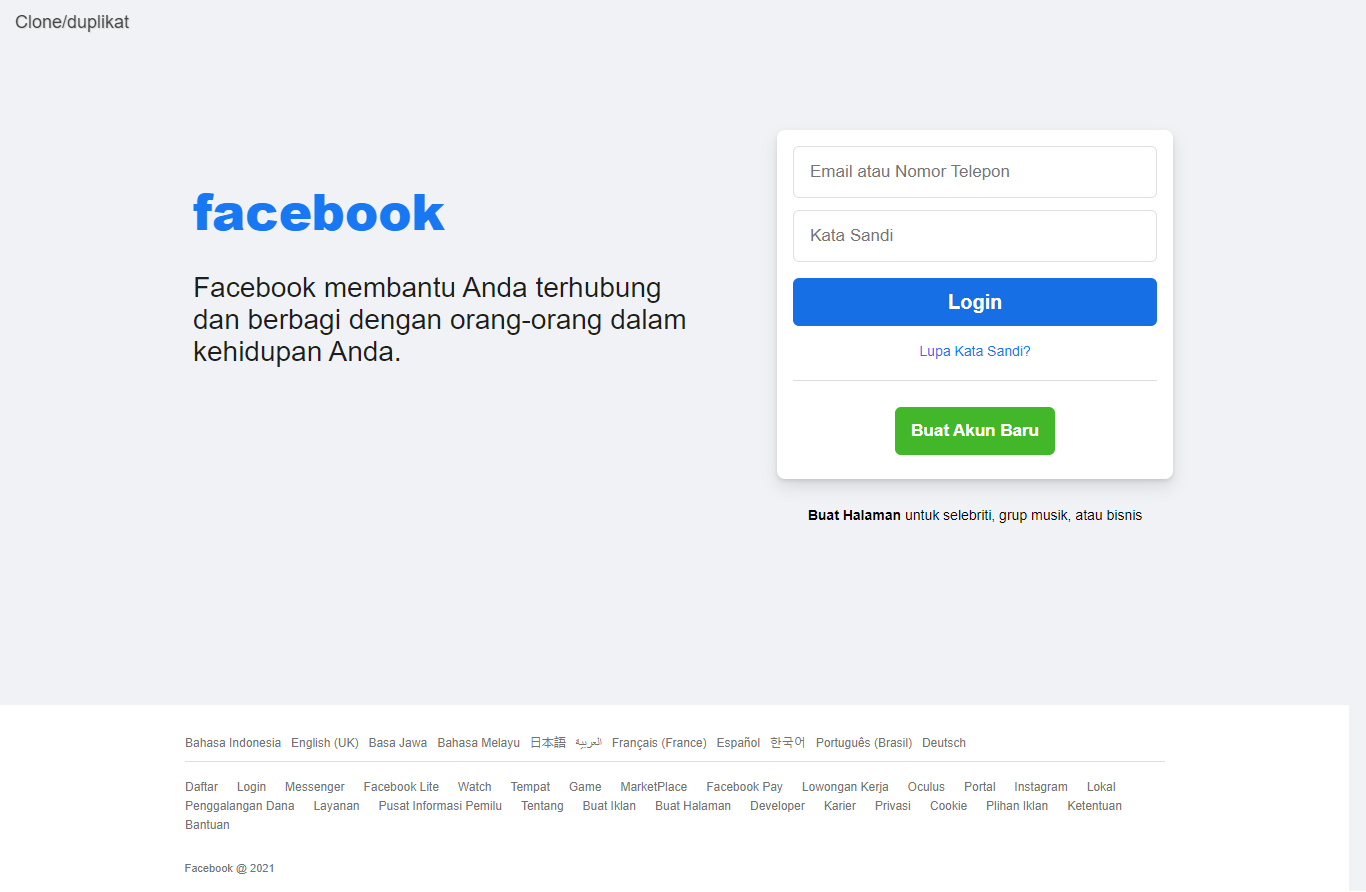 Clone/duplikat
facebook
Facebook membantu Anda terhubung
dan berbagi dengan orang-orang dalam
kehidupan Anda.
Email atau Nomor Telepon
Kata Sandi
Login
Lupa Kata Sandi?
Buat Akun Baru
Buat Halaman untuk selebriti, grup musik, atau bisnis
Bahasa Indonesia English (UK) Basa Jawa Bahasa Melayu 日本語 العربية Français (France) Español 한국어 Português (Brasil) Deutsch
Daftar Login Messenger Facebook Lite Watch Tempat Game MarketPlace Facebook Pay Lowongan Kerja Oculus Portal Instagram Lokal
Penggalangan Dana Layanan Pusat Informasi Pemilu Tentang Buat Iklan Buat Halaman Developer Karier Privasi Cookie Plihan Iklan Ketentuan
Bantuan
Facebook @ 2021